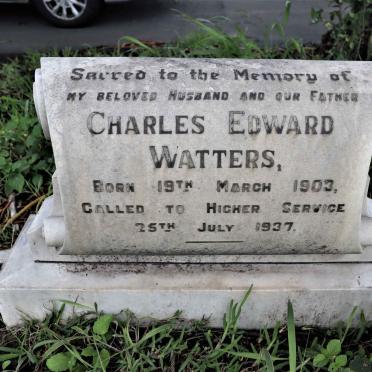 Sacred to the Memory of
My beloved Husband and our Father
Charles Edward
Watters,
Born 19th March 1903,
Called to Higher Service
25th July 1937.